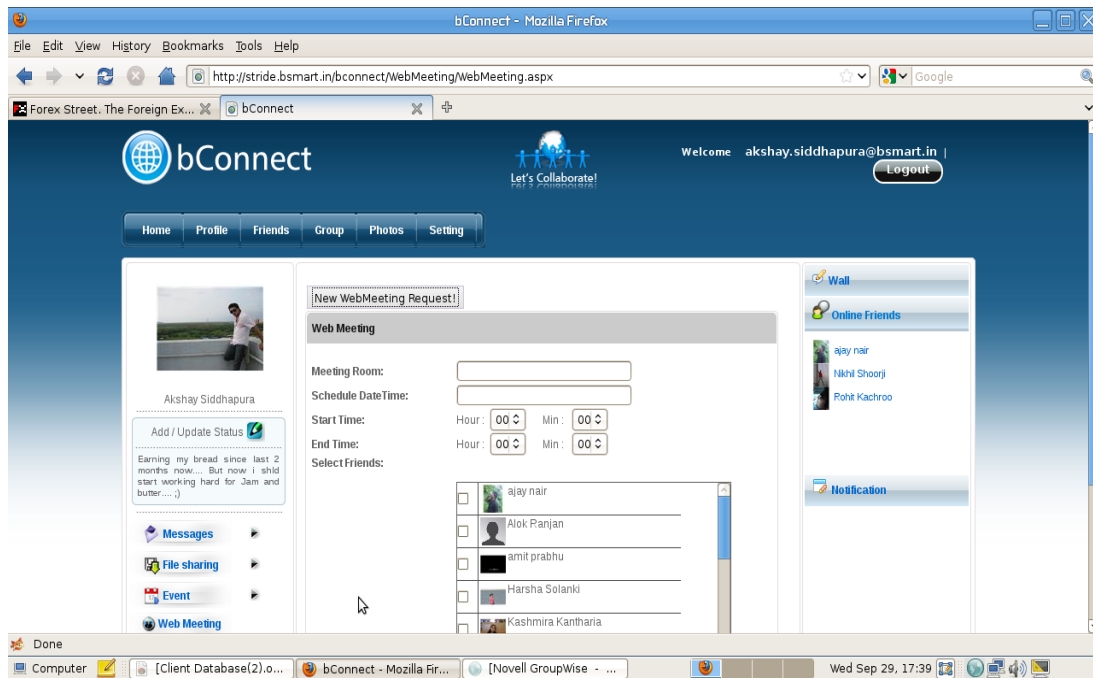 bConnect - Mozilla Firefox
File Edit View History Bookmarks Tools Help
http://stride.bsmart.in/bconnect/WebMeeting/WebMeeting.aspx
Google
Forex Street. The Foreign Ex...
bConnect
bConnect
Let's Collaborate!
Welcome akshay.siddhapura@bsmart.in |
Logout
Home Profile Friends Group Photos Setting
Akshay Siddhapura
Add / Update Status
Earning my bread since last 2
months now.... But now i shld
start working hard for Jam and
butter.... ;)
Messages
File sharing
Event
Web Meeting
New WebMeeting Request!
Web Meeting
Meeting Room:
Schedule DateTime:
Start Time: Hour : 00 Min : 00
End Time: Hour : 00 Min : 00
Select Friends:
ajay nair
Alok Ranjan
amit prabhu
Harsha Solanki
Kashmira Kantharia
Wall
Online Friends
ajay nair
Nikhil Shoorji
Rohit Kachroo
Notification
Done
Computer
[Client Database(2).o...
bConnect - Mozilla Fir...
[Novell GroupWise - ...
Wed Sep 29, 17:39